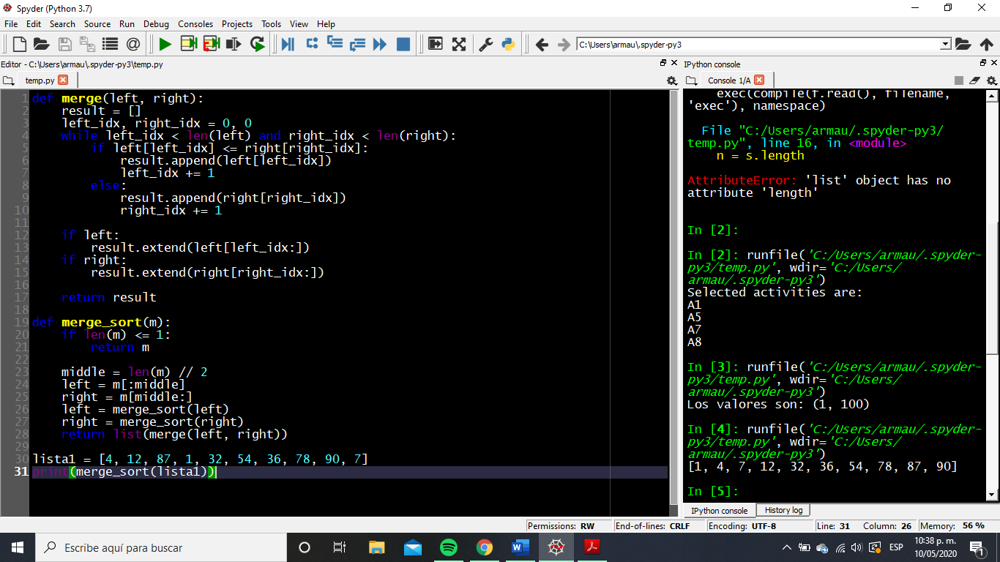 Spyder (Python 3.7)
File Edit Search Source Run Debug Consoles Projects Tools View Help
C:\Users\armau\.spyder-py3
Editor - C:\Users\armau\.spyder-py3\temp.py
temp.py
1 def merge(left, right):
2     result = []
3     left_idx, right_idx = 0, 0
4     while left_idx < len(left) and right_idx < len(right):
5         if left[left_idx] <= right[right_idx]:
6             result.append(left[left_idx])
7             left_idx += 1
8         else:
9             result.append(right[right_idx])
10             right_idx += 1
11
12     if left:
13         result.extend(left[left_idx:])
14     if right:
15         result.extend(right[right_idx:])
16
17     return result
18
19 def merge_sort(m):
20     if len(m) <= 1:
21         return m
22
23     middle = len(m) // 2
24     left = m[:middle]
25     right = m[middle:]
26     left = merge_sort(left)
27     right = merge_sort(right)
28     return list(merge(left, right))
29
30 lista1 = [4, 12, 87, 1, 32, 54, 36, 78, 90, 7]
31 print(merge_sort(lista1))
IPython console
Console 1/A
    exec(compile(f.read(), filename,
'exec'), namespace)
  File "C:/Users/armau/.spyder-py3/
temp.py", line 16, in <module>
    n = s.length
AttributeError: 'list' object has no
attribute 'length'
In [2]:
In [2]: runfile('C:/Users/armau/.spyder-
py3/temp.py', wdir='C:/Users/
armau/.spyder-py3')
Selected activities are:
A1
A5
A7
A8
In [3]: runfile('C:/Users/armau/.spyder-
py3/temp.py', wdir='C:/Users/
armau/.spyder-py3')
Los valores son: (1, 100)
In [4]: runfile('C:/Users/armau/.spyder-
py3/temp.py', wdir='C:/Users/
armau/.spyder-py3')
[1, 4, 7, 12, 32, 36, 54, 78, 87, 90]
In [5]:
IPython console History log
Permissions: RW End-of-lines: CRLF Encoding: UTF-8 Line: 31 Column: 26 Memory: 56 %
Escribe aquí para buscar
ESP
10:38 p. m.
10/05/2020
1